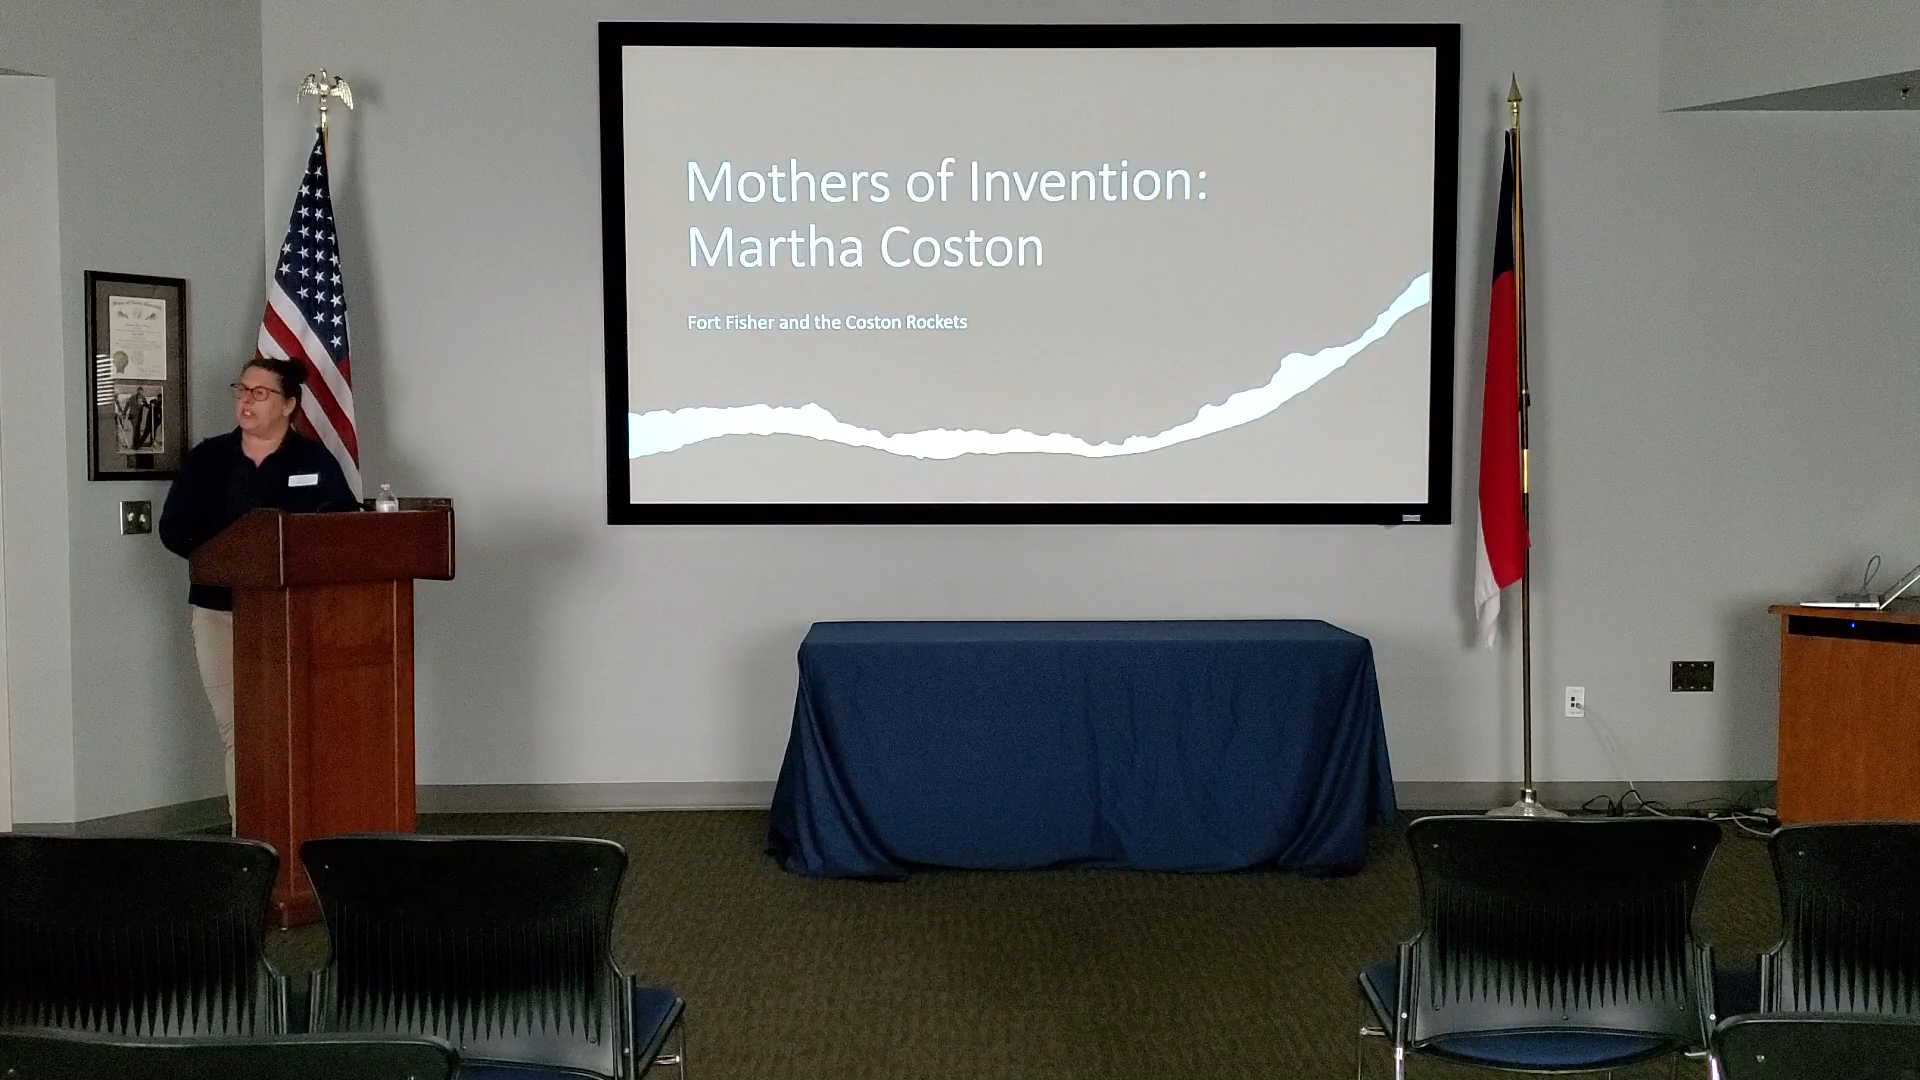 Mothers of Invention:
Martha Coston
Fort Fisher and the Coston Rockets